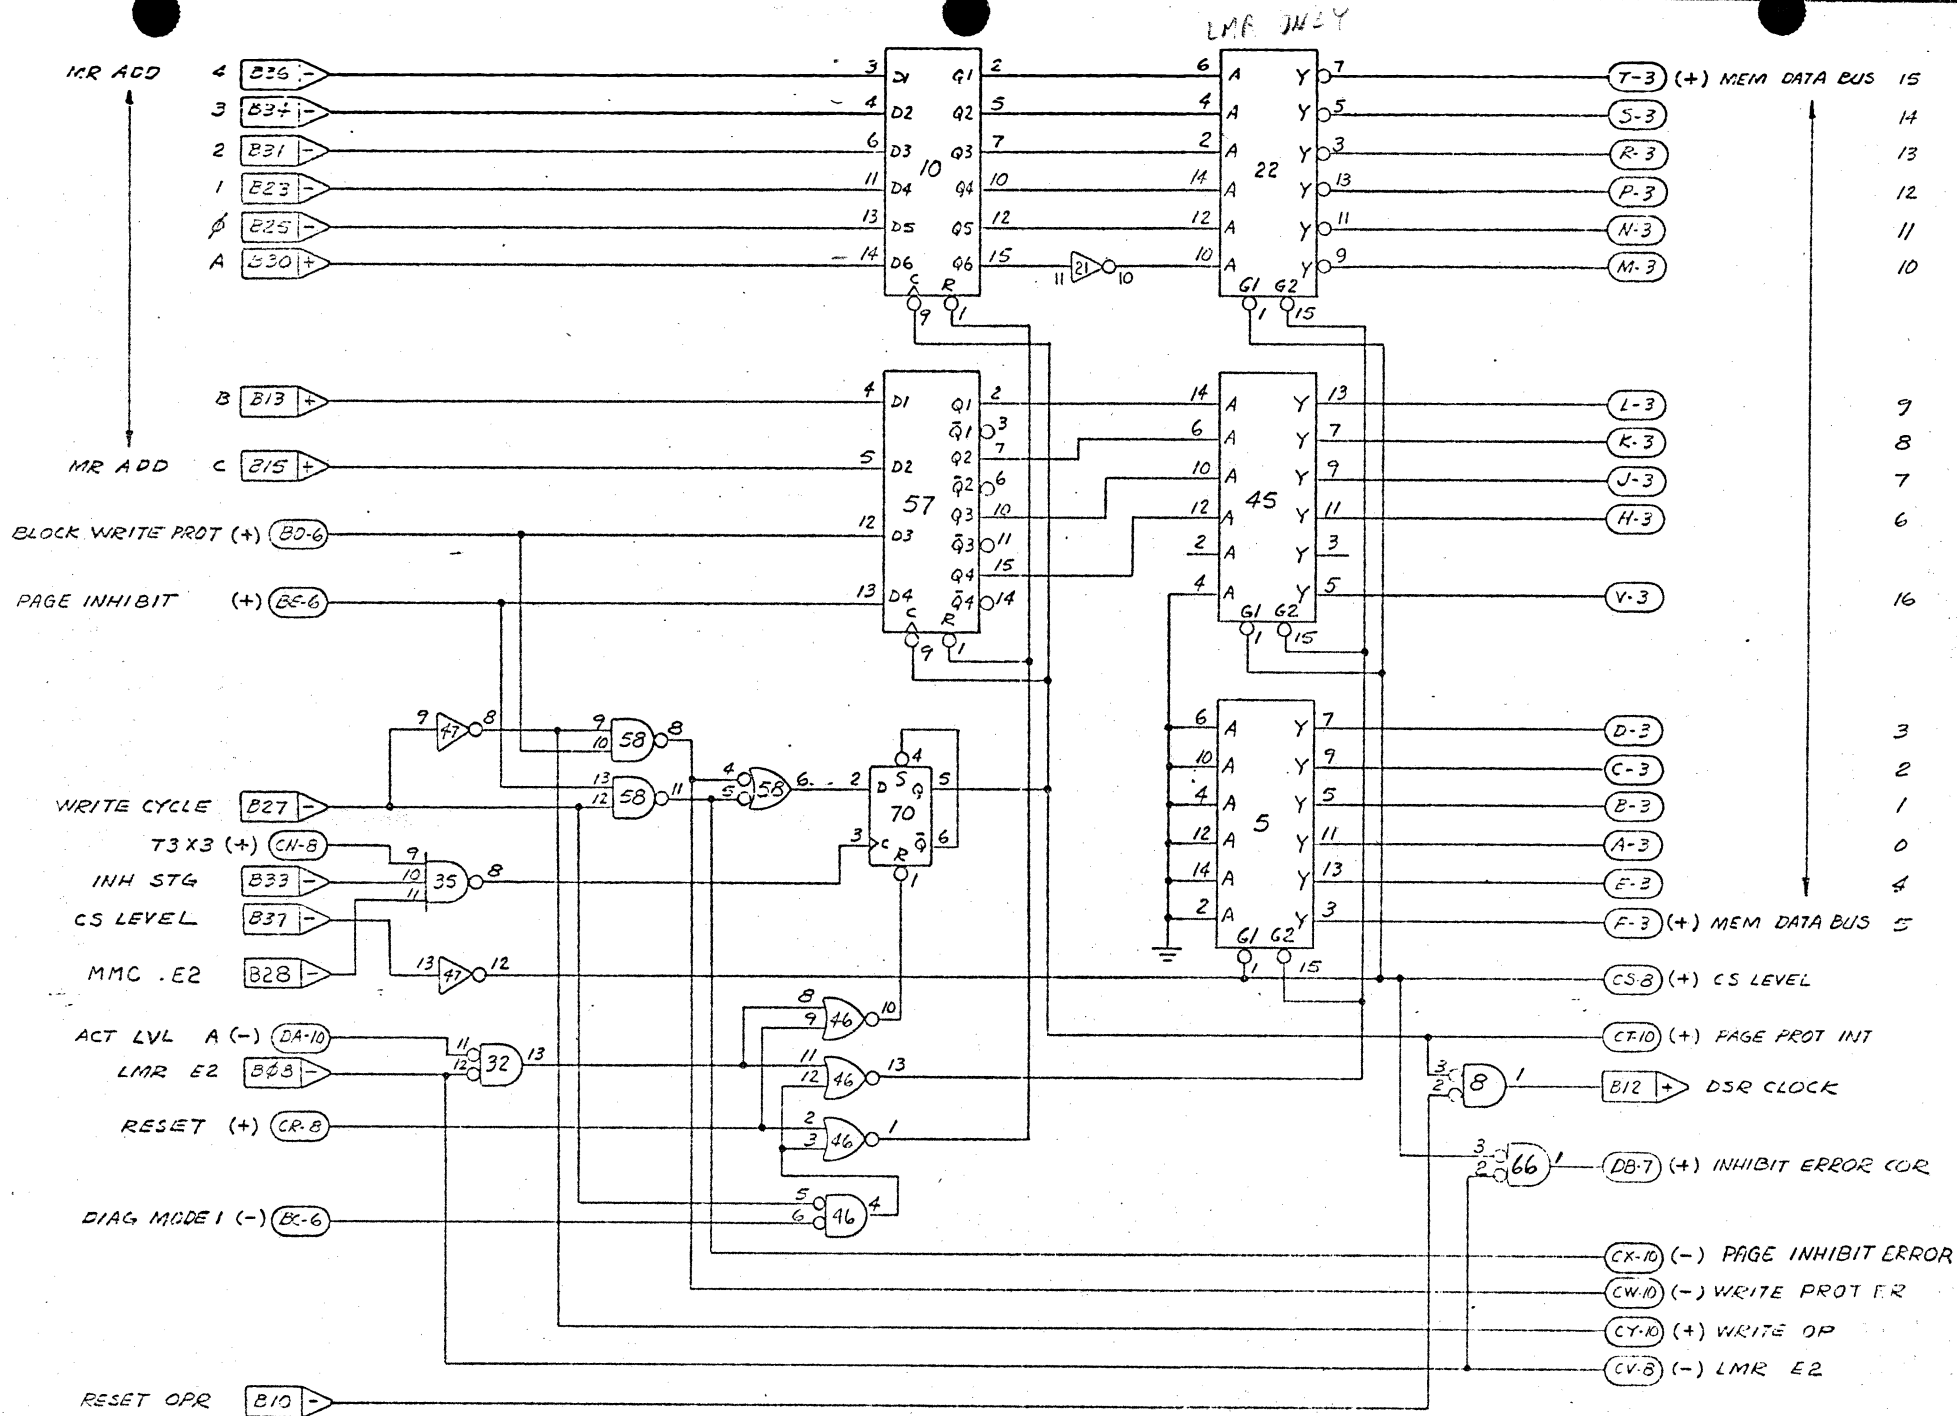 LMR ONLY
MR ADD 4 B36 - 3 D1 Q1 2 6 A Y 7 T-3 (+) MEM DATA BUS 15
3 B34 - 4 D2 Q2 5 4 A Y 5 S-3 14
2 B31 - 6 D3 Q3 7 2 A Y 3 R-3 13
10 22
1 B23 - 11 D4 Q4 10 14 A Y 13 P-3 12
ϕ B25 - 13 D5 Q5 12 12 A Y 11 N-3 11
A B30 + 14 D6 Q6 15 11 21 10 10 A Y 9 M-3 10
C R G1 G2
9 1 1 15
B B13 + 4 D1 Q1 2 14 A Y 13 L-3 9
Q̄1 3
6 A Y 7 K-3 8
Q2 7
MR ADD C B15 + 5 D2 10 A Y 9 J-3 7
Q̄2 6
57 45
Q3 10 12 A Y 11 H-3 6
BLOCK WRITE PROT (+) BD-6 12 D3
Q̄3 11 2 A Y 3
Q4 15
PAGE INHIBIT (+) BE-6 13 D4 Q̄4 14 4 A Y 5 V-3 16
C R G1 G2
9 1 1 15
9 47 8 9 10 58 8 6 A Y 7 D-3 3
4 5 58 6 2 D S 4 Q 5 10 A Y 9 C-3 2
WRITE CYCLE B27 - 13 12 58 11 70 4 A Y 5 B-3 1
5
T3X3 (+) CN-8 9 3 C Q̄ 6 12 A Y 11 A-3 0
R 1
INH STG B33 - 10 35 8 14 A Y 13 E-3 4
11
CS LEVEL B37 - 2 A Y 3 F-3 (+) MEM DATA BUS 5
G1 G2
MMC .E2 B28 - 13 47 12 1 15 CS-8 (+) CS LEVEL
8 9 46 10
ACT LVL A (-) DA-10 11 CT-10 (+) PAGE PROT INT
12 32 13
LMR E2 Bϕ8 - 11 12 46 13 3 2 8 1 B12 + DSR CLOCK
RESET (+) CR-8 2 3 46 1
3 2 66 1 DB-7 (+) INHIBIT ERROR COR
DIAG MODE 1 (-) BC-6 5 6 46 4
CX-10 (-) PAGE INHIBIT ERROR
CW-10 (-) WRITE PROT ER
CY-10 (+) WRITE OP
CV-8 (-) LMR E2
RESET OPR B10 -